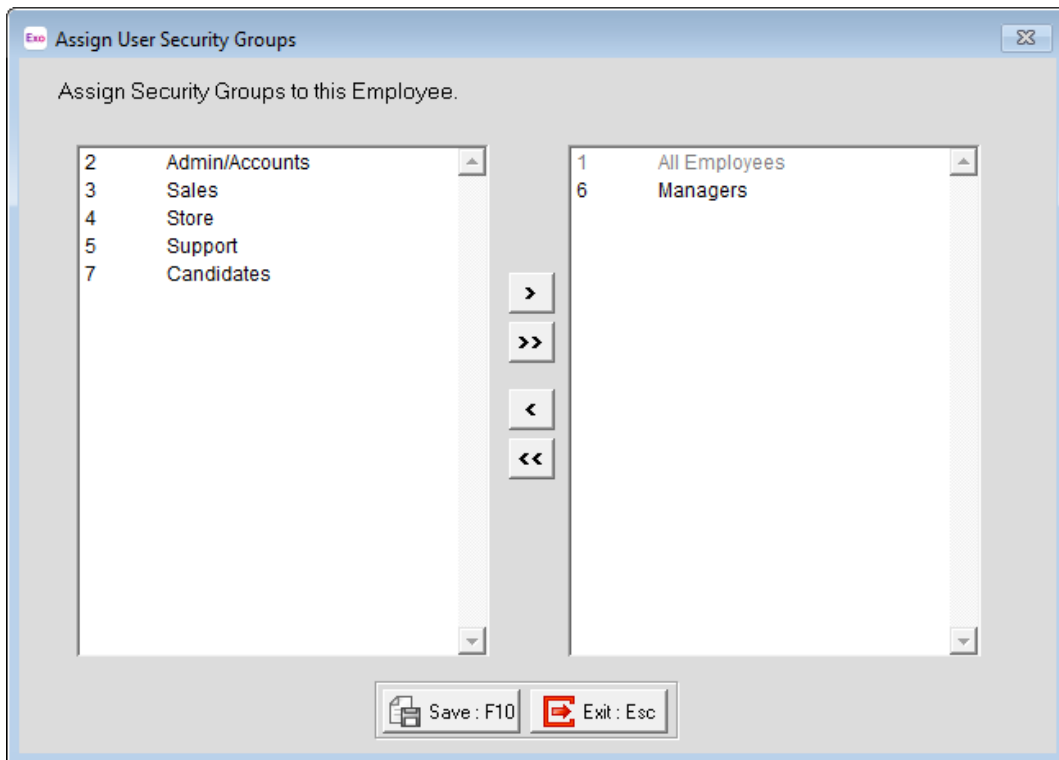 Exo Assign User Security Groups
Assign Security Groups to this Employee.
2 Admin/Accounts
3 Sales
4 Store
5 Support
7 Candidates
>
>>
<
<<
1 All Employees
6 Managers
Save : F10 Exit : Esc